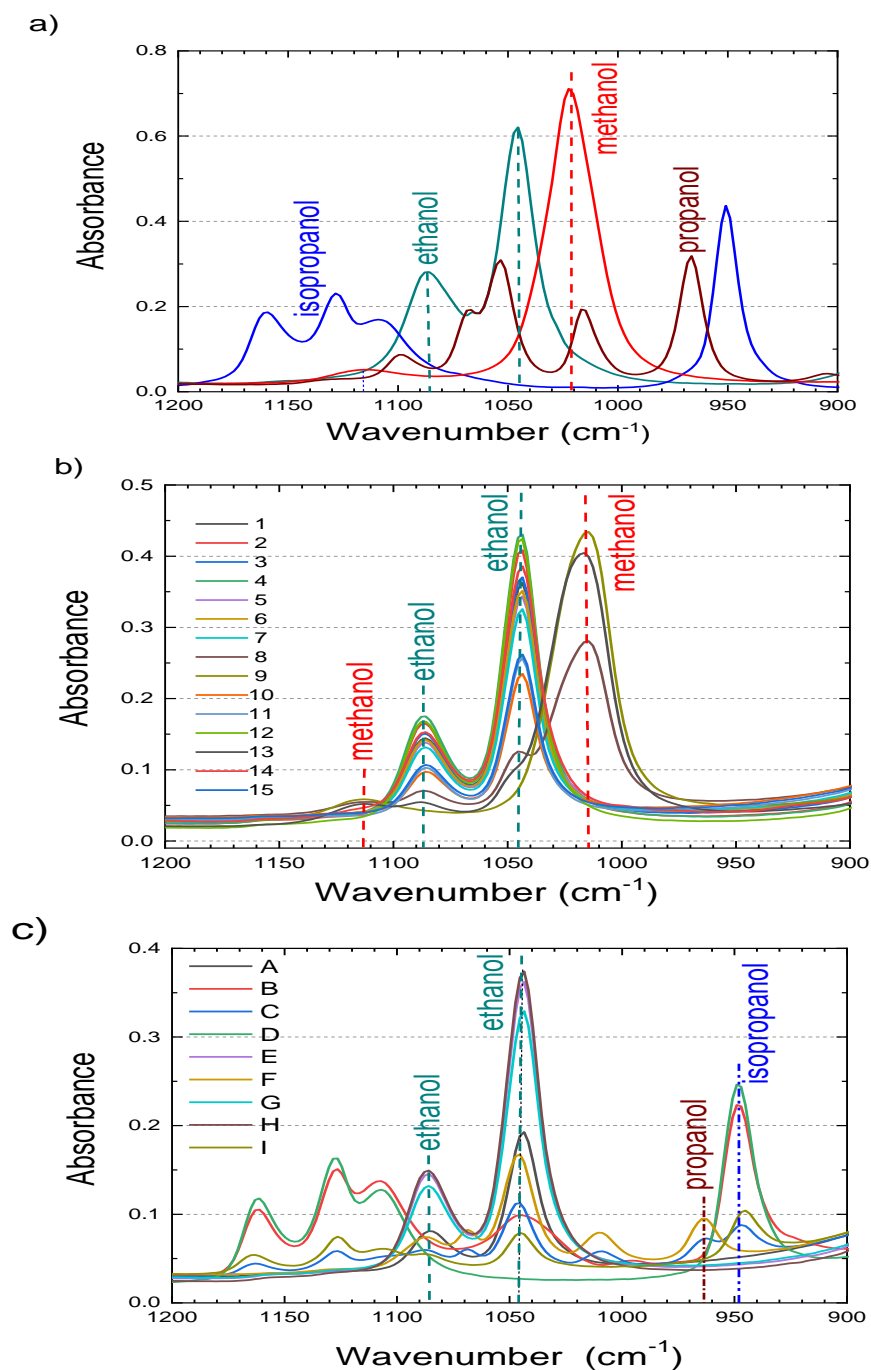 a)
0.8
0.6
0.4
0.2
0.0
Absorbance
isopropanol
ethanol
methanol
propanol
1200 1150 1100 1050 1000 950 900
Wavenumber (cm⁻¹)
b)
0.5
0.4
0.3
0.2
0.1
0.0
Absorbance
1
2
3
4
5
6
7
8
9
10
11
12
13
14
15
methanol
ethanol
ethanol
methanol
1200 1150 1100 1050 1000 950 900
Wavenumber (cm⁻¹)
c)
0.4
0.3
0.2
0.1
0.0
Absorbance
A
B
C
D
E
F
G
H
I
ethanol
ethanol
propanol
isopropanol
1200 1150 1100 1050 1000 950 900
Wavenumber (cm⁻¹)